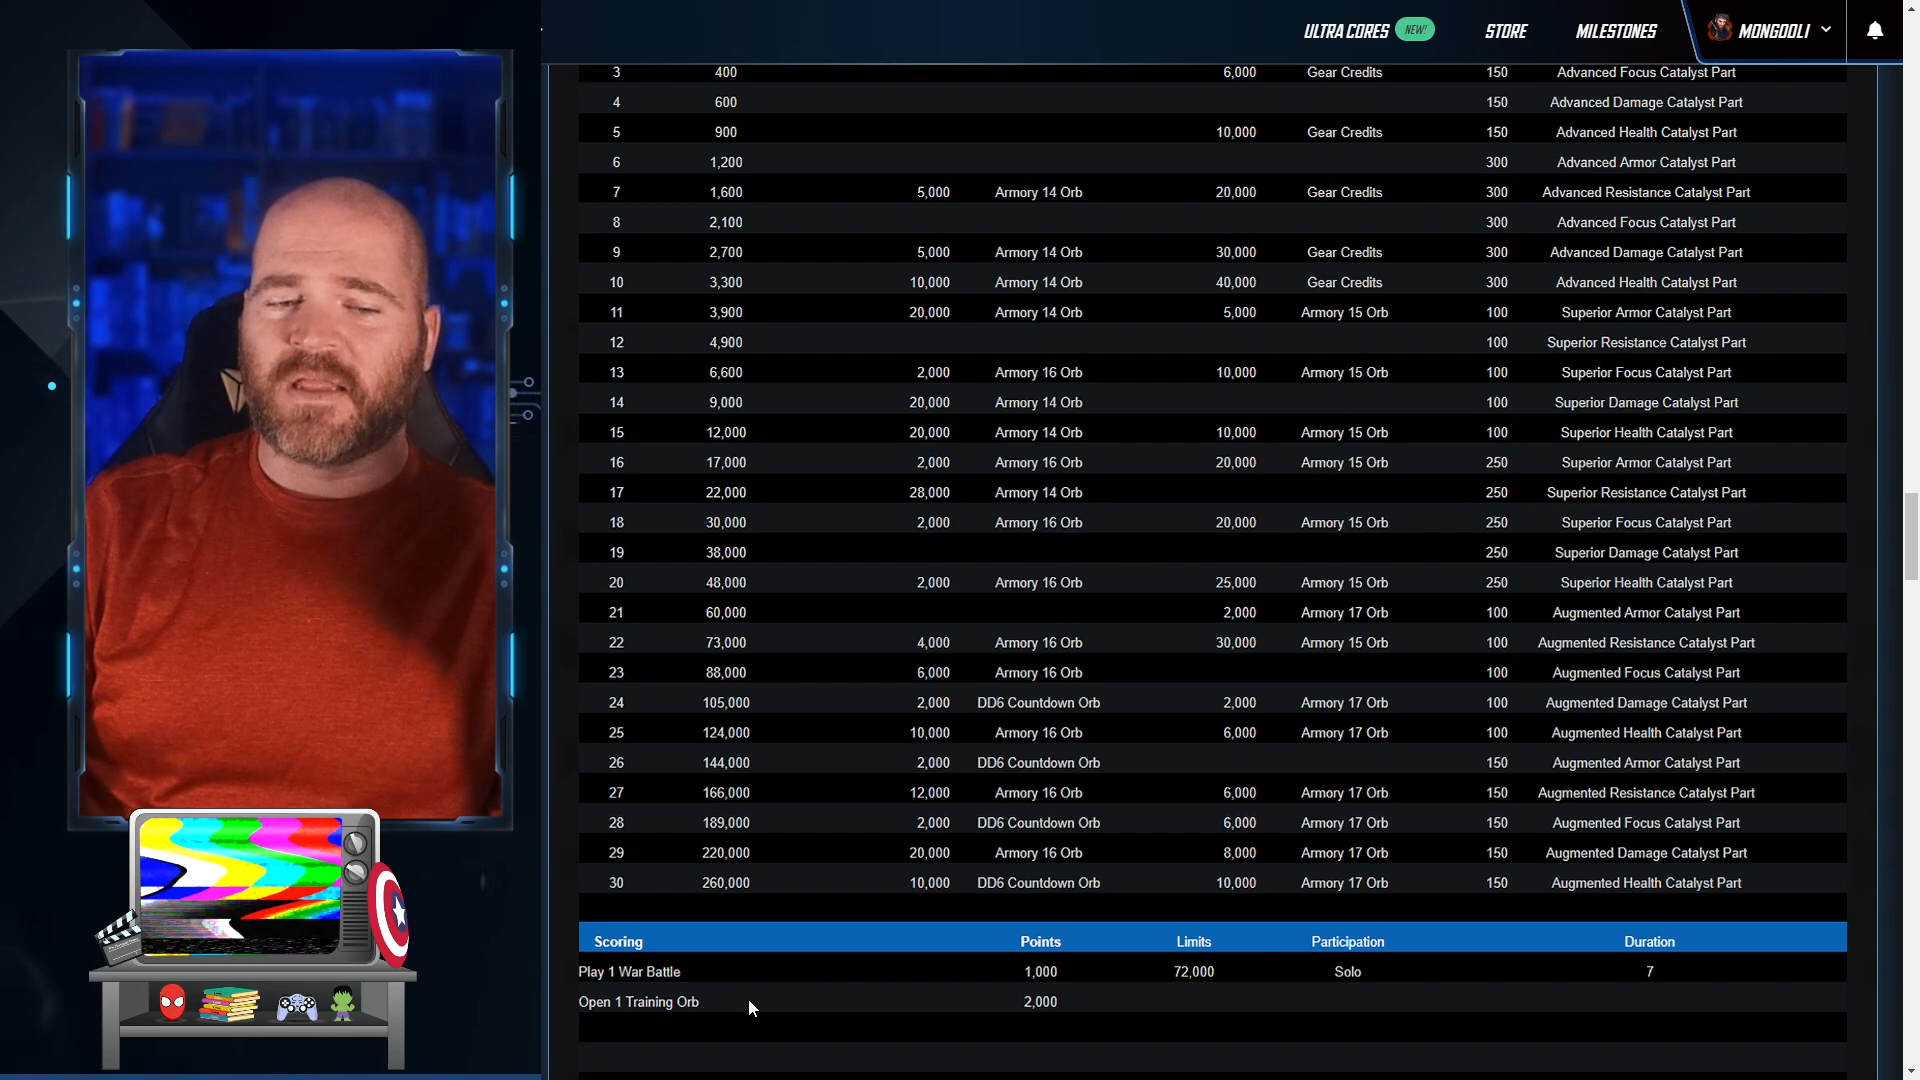 ULTRA CORES NEW! STORE MILESTONES MONGOOLI
3 400 6,000 Gear Credits 150 Advanced Focus Catalyst Part
4 600 150 Advanced Damage Catalyst Part
5 900 10,000 Gear Credits 150 Advanced Health Catalyst Part
6 1,200 300 Advanced Armor Catalyst Part
7 1,600 5,000 Armory 14 Orb 20,000 Gear Credits 300 Advanced Resistance Catalyst Part
8 2,100 300 Advanced Focus Catalyst Part
9 2,700 5,000 Armory 14 Orb 30,000 Gear Credits 300 Advanced Damage Catalyst Part
10 3,300 10,000 Armory 14 Orb 40,000 Gear Credits 300 Advanced Health Catalyst Part
11 3,900 20,000 Armory 14 Orb 5,000 Armory 15 Orb 100 Superior Armor Catalyst Part
12 4,900 100 Superior Resistance Catalyst Part
13 6,600 2,000 Armory 16 Orb 10,000 Armory 15 Orb 100 Superior Focus Catalyst Part
14 9,000 20,000 Armory 14 Orb 100 Superior Damage Catalyst Part
15 12,000 20,000 Armory 14 Orb 10,000 Armory 15 Orb 100 Superior Health Catalyst Part
16 17,000 2,000 Armory 16 Orb 20,000 Armory 15 Orb 250 Superior Armor Catalyst Part
17 22,000 28,000 Armory 14 Orb 250 Superior Resistance Catalyst Part
18 30,000 2,000 Armory 16 Orb 20,000 Armory 15 Orb 250 Superior Focus Catalyst Part
19 38,000 250 Superior Damage Catalyst Part
20 48,000 2,000 Armory 16 Orb 25,000 Armory 15 Orb 250 Superior Health Catalyst Part
21 60,000 2,000 Armory 17 Orb 100 Augmented Armor Catalyst Part
22 73,000 4,000 Armory 16 Orb 30,000 Armory 15 Orb 100 Augmented Resistance Catalyst Part
23 88,000 6,000 Armory 16 Orb 100 Augmented Focus Catalyst Part
24 105,000 2,000 DD6 Countdown Orb 2,000 Armory 17 Orb 100 Augmented Damage Catalyst Part
25 124,000 10,000 Armory 16 Orb 6,000 Armory 17 Orb 100 Augmented Health Catalyst Part
26 144,000 2,000 DD6 Countdown Orb 150 Augmented Armor Catalyst Part
27 166,000 12,000 Armory 16 Orb 6,000 Armory 17 Orb 150 Augmented Resistance Catalyst Part
28 189,000 2,000 DD6 Countdown Orb 6,000 Armory 17 Orb 150 Augmented Focus Catalyst Part
29 220,000 20,000 Armory 16 Orb 8,000 Armory 17 Orb 150 Augmented Damage Catalyst Part
30 260,000 10,000 DD6 Countdown Orb 10,000 Armory 17 Orb 150 Augmented Health Catalyst Part
Scoring Points Limits Participation Duration
Play 1 War Battle 1,000 72,000 Solo 7
Open 1 Training Orb 2,000